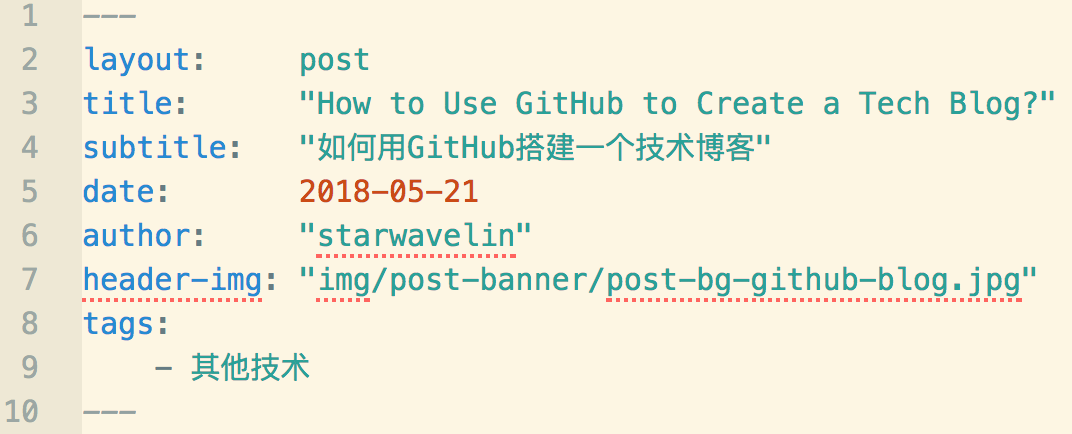 1 ---
2 layout:     post
3 title:      "How to Use GitHub to Create a Tech Blog?"
4 subtitle:   "如何用GitHub搭建一个技术博客"
5 date:       2018-05-21
6 author:     "starwavelin"
7 header-img: "img/post-banner/post-bg-github-blog.jpg"
8 tags:
9     - 其他技术
10 ---